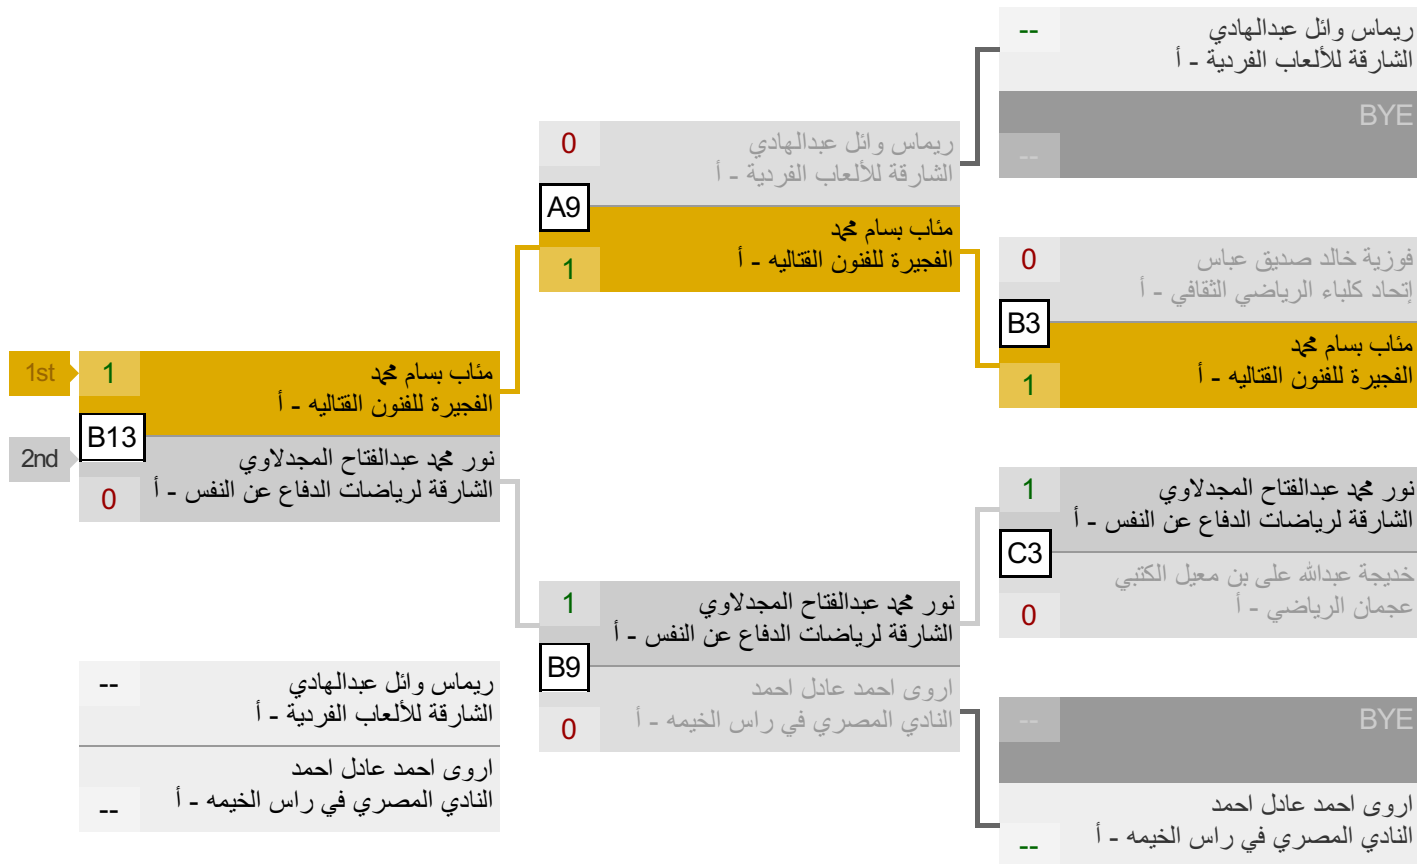 --
ريماس وائل عبدالهادي
الشارقة للألعاب الفردية - أ
BYE
--
0
ريماس وائل عبدالهادي
الشارقة للألعاب الفردية - أ
A9
مئاب بسام محمد
الفجيرة للفنون القتاليه - أ
1
0
فوزية خالد صديق عباس
إتحاد كلباء الرياضي الثقافي - أ
B3
مئاب بسام محمد
الفجيرة للفنون القتاليه - أ
1
1st
1
مئاب بسام محمد
الفجيرة للفنون القتاليه - أ
B13
2nd
نور محمد عبدالفتاح المجدلاوي
الشارقة لرياضات الدفاع عن النفس - أ
0
1
نور محمد عبدالفتاح المجدلاوي
الشارقة لرياضات الدفاع عن النفس - أ
C3
خديجة عبدالله على بن معيل الكتبي
عجمان الرياضي - أ
0
1
نور محمد عبدالفتاح المجدلاوي
الشارقة لرياضات الدفاع عن النفس - أ
B9
اروى احمد عادل احمد
النادي المصري في راس الخيمه - أ
0
--
ريماس وائل عبدالهادي
الشارقة للألعاب الفردية - أ
اروى احمد عادل احمد
النادي المصري في راس الخيمه - أ
--
--
BYE
اروى احمد عادل احمد
النادي المصري في راس الخيمه - أ
--